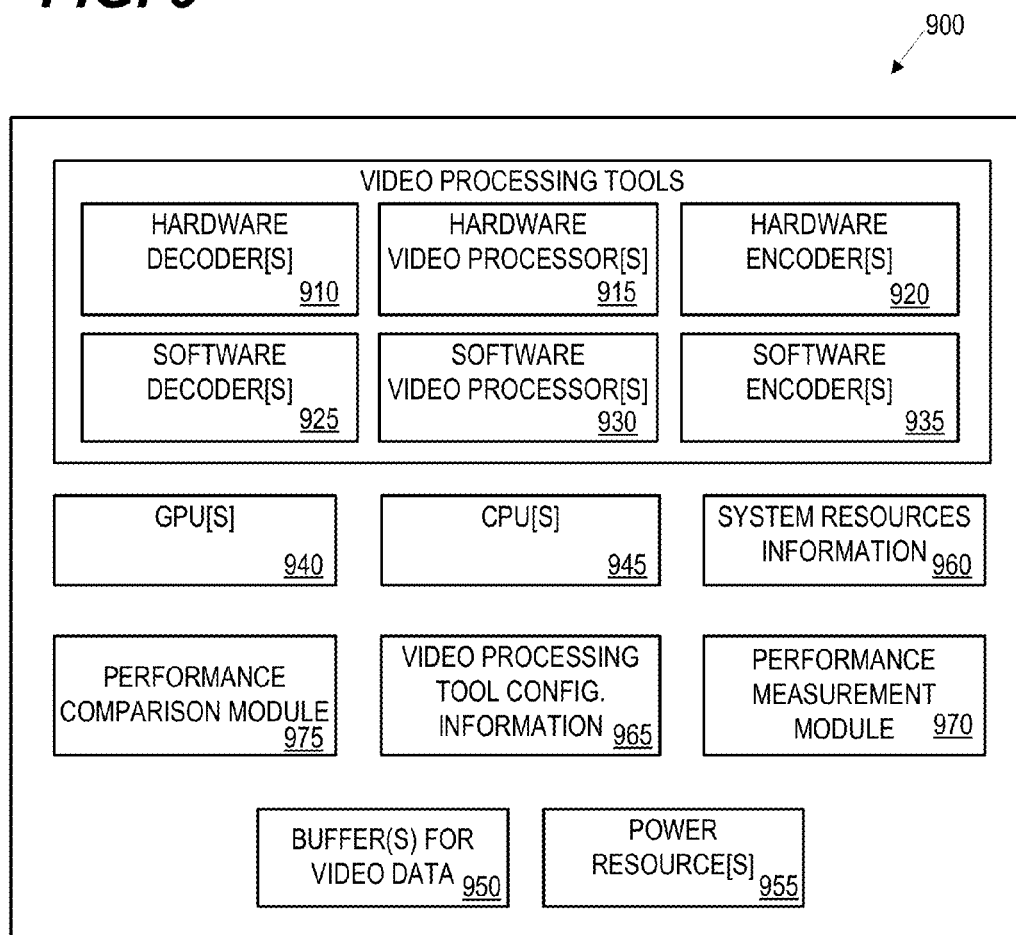 FIG. 9
900
VIDEO PROCESSING TOOLS
HARDWARE
DECODER[S]
910
HARDWARE
VIDEO PROCESSOR[S]
915
HARDWARE
ENCODER[S]
920
SOFTWARE
DECODER[S]
925
SOFTWARE
VIDEO PROCESSOR[S]
930
SOFTWARE
ENCODER[S]
935
GPU[S]
940
CPU[S]
945
SYSTEM RESOURCES
INFORMATION 960
PERFORMANCE
COMPARISON MODULE
975
VIDEO PROCESSING
TOOL CONFIG.
INFORMATION 965
PERFORMANCE
MEASUREMENT
MODULE 970
BUFFER(S) FOR
VIDEO DATA 950
POWER
RESOURCE[S] 955